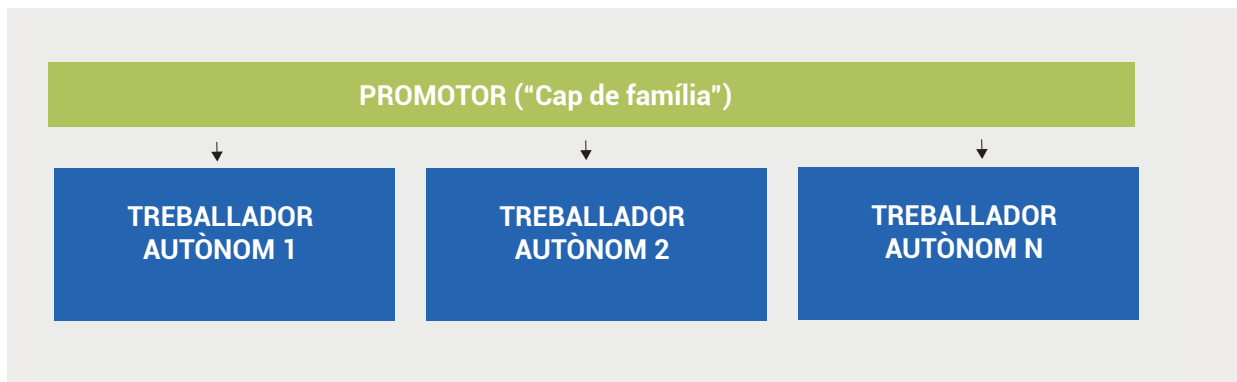 PROMOTOR (“Cap de família”)
TREBALLADOR
AUTÒNOM 1
TREBALLADOR
AUTÒNOM 2
TREBALLADOR
AUTÒNOM N